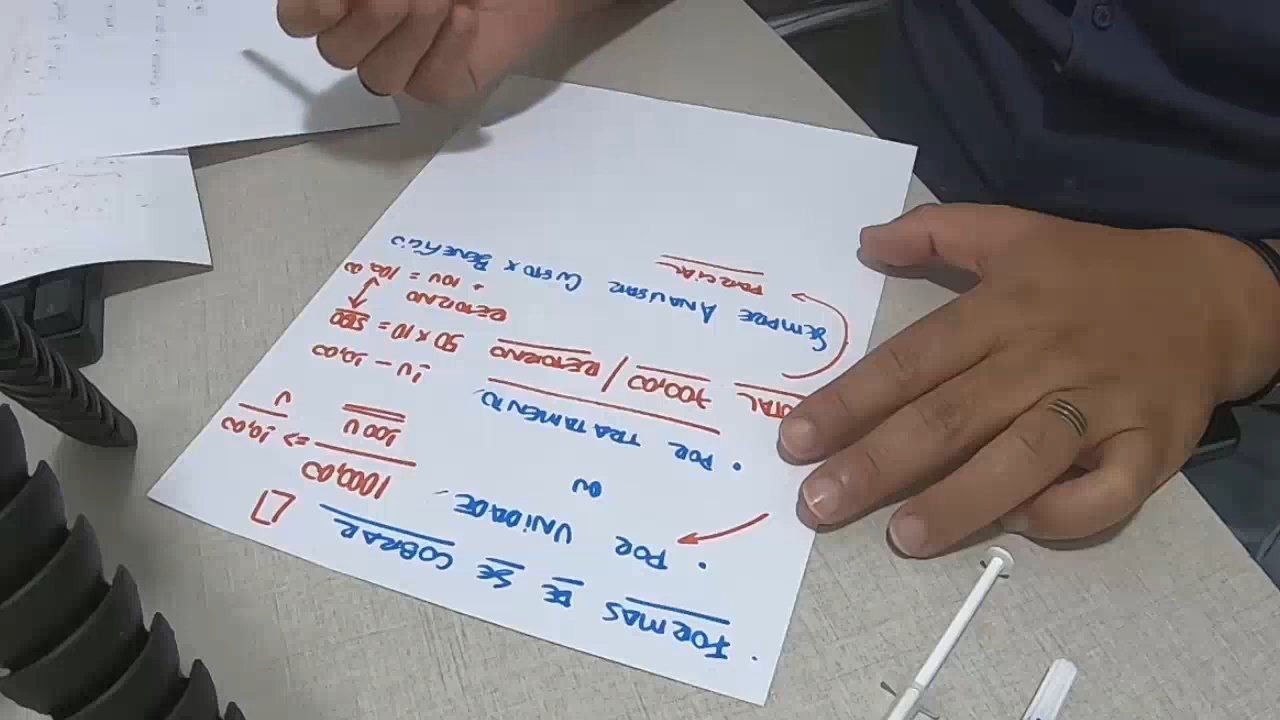 • FORMAS DE SE COBRAR
• POR UNIDADE,
1000,00
100 U
=> 10,00
U
OU
• POR TRATAMENTO,
1U - 10,00
TOTAL 700,00 / RETORNO
50 x 10 = 500
RETORNO
+ 10U = 100,00
PARCIAL
SEMPRE ANALISAR CUSTO x BENEFÍCIO